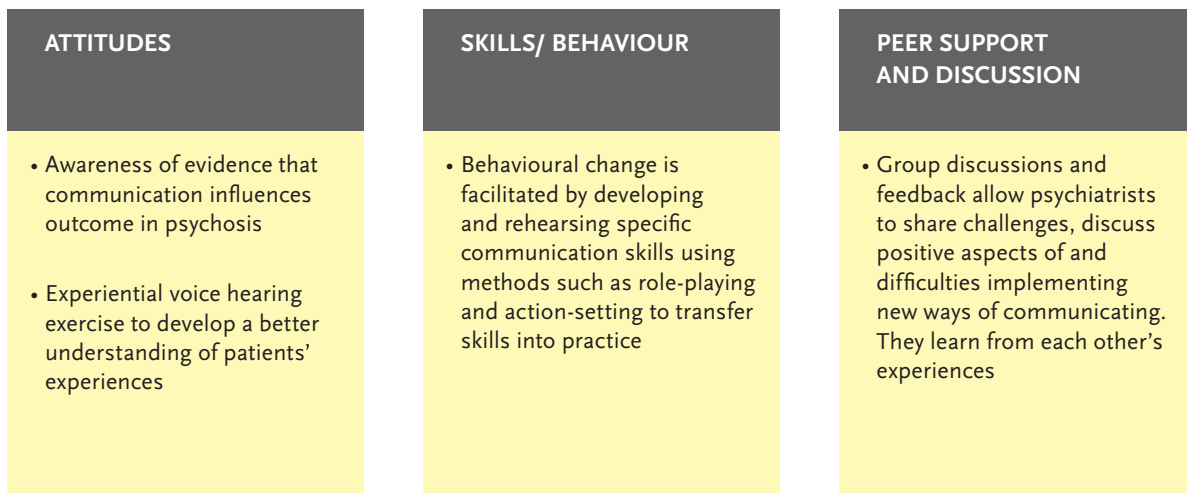 ATTITUDES
• Awareness of evidence that
communication influences
outcome in psychosis
• Experiential voice hearing
exercise to develop a better
understanding of patients’
experiences
SKILLS/ BEHAVIOUR
• Behavioural change is
facilitated by developing
and rehearsing specific
communication skills using
methods such as role-playing
and action-setting to transfer
skills into practice
PEER SUPPORT
AND DISCUSSION
• Group discussions and
feedback allow psychiatrists
to share challenges, discuss
positive aspects of and
difficulties implementing
new ways of communicating.
They learn from each other’s
experiences